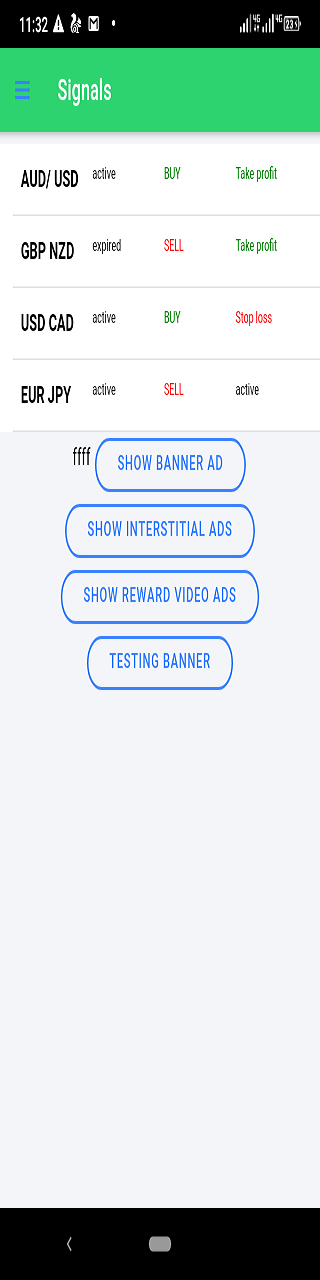 11:32 4G 4G 23
Signals
AUD/ USD active BUY Take profit
GBP NZD expired SELL Take profit
USD CAD active BUY Stop loss
EUR JPY active SELL active
ffff SHOW BANNER AD
SHOW INTERSTITIAL ADS
SHOW REWARD VIDEO ADS
TESTING BANNER